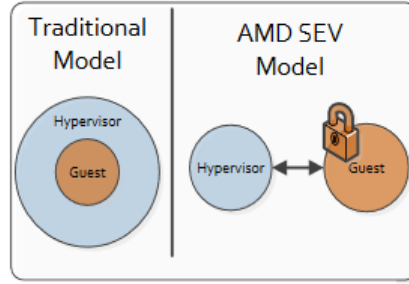 Traditional
Model
Hypervisor
Guest
AMD SEV
Model
Hypervisor
Guest